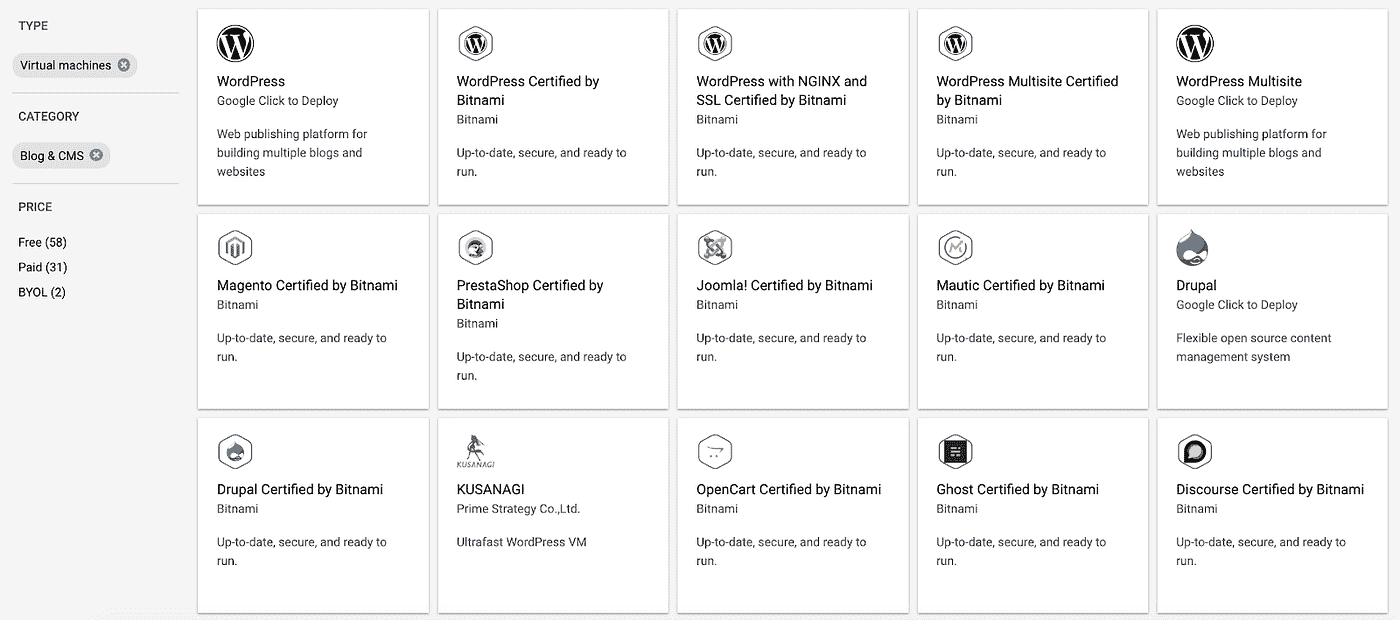 TYPE
Virtual machines
CATEGORY
Blog & CMS
PRICE
Free (58)
Paid (31)
BYOL (2)
WordPress
Google Click to Deploy
Web publishing platform for
building multiple blogs and
websites
WordPress Certified by
Bitnami
Bitnami
Up-to-date, secure, and ready to
run.
WordPress with NGINX and
SSL Certified by Bitnami
Bitnami
Up-to-date, secure, and ready to
run.
WordPress Multisite Certified
by Bitnami
Bitnami
Up-to-date, secure, and ready to
run.
WordPress Multisite
Google Click to Deploy
Web publishing platform for
building multiple blogs and
websites
Magento Certified by Bitnami
Bitnami
Up-to-date, secure, and ready to
run.
PrestaShop Certified by
Bitnami
Bitnami
Up-to-date, secure, and ready to
run.
Joomla! Certified by Bitnami
Bitnami
Up-to-date, secure, and ready to
run.
Mautic Certified by Bitnami
Bitnami
Up-to-date, secure, and ready to
run.
Drupal
Google Click to Deploy
Flexible open source content
management system
Drupal Certified by Bitnami
Bitnami
Up-to-date, secure, and ready to
run.
KUSANAGI
KUSANAGI
Prime Strategy Co.,Ltd.
Ultrafast WordPress VM
OpenCart Certified by Bitnami
Bitnami
Up-to-date, secure, and ready to
run.
Ghost Certified by Bitnami
Bitnami
Up-to-date, secure, and ready to
run.
Discourse Certified by Bitnami
Bitnami
Up-to-date, secure, and ready to
run.